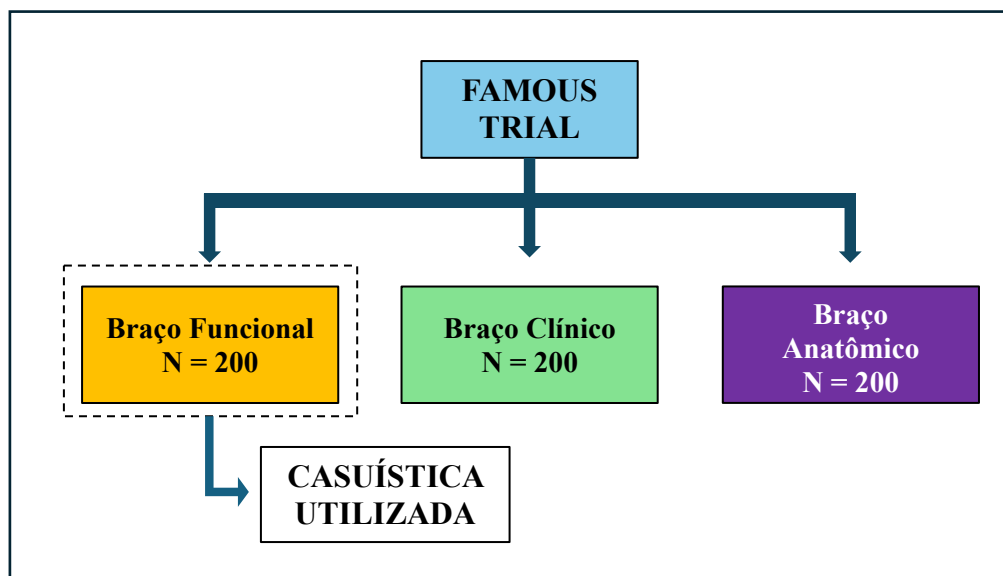 FAMOUS
TRIAL
Braço Funcional
N = 200
Braço Clínico
N = 200
Braço
Anatômico
N = 200
CASUÍSTICA
UTILIZADA